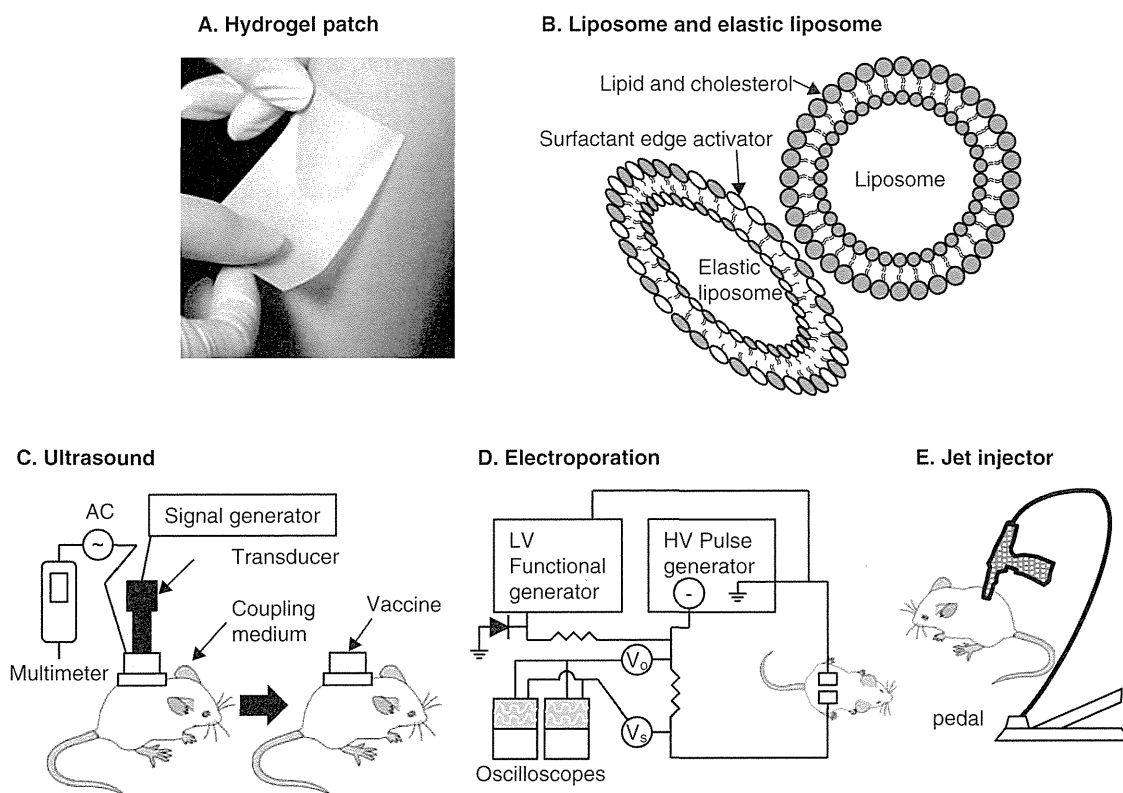 A. Hydrogel patch
B. Liposome and elastic liposome
Lipid and cholesterol
Surfactant edge activator
Liposome
Elastic
liposome
C. Ultrasound
AC
~
Signal generator
Transducer
Coupling
medium
Vaccine
Multimeter
D. Electroporation
LV
Functional
generator
HV Pulse
generator
-
Vo
Vs
Oscilloscopes
E. Jet injector
pedal